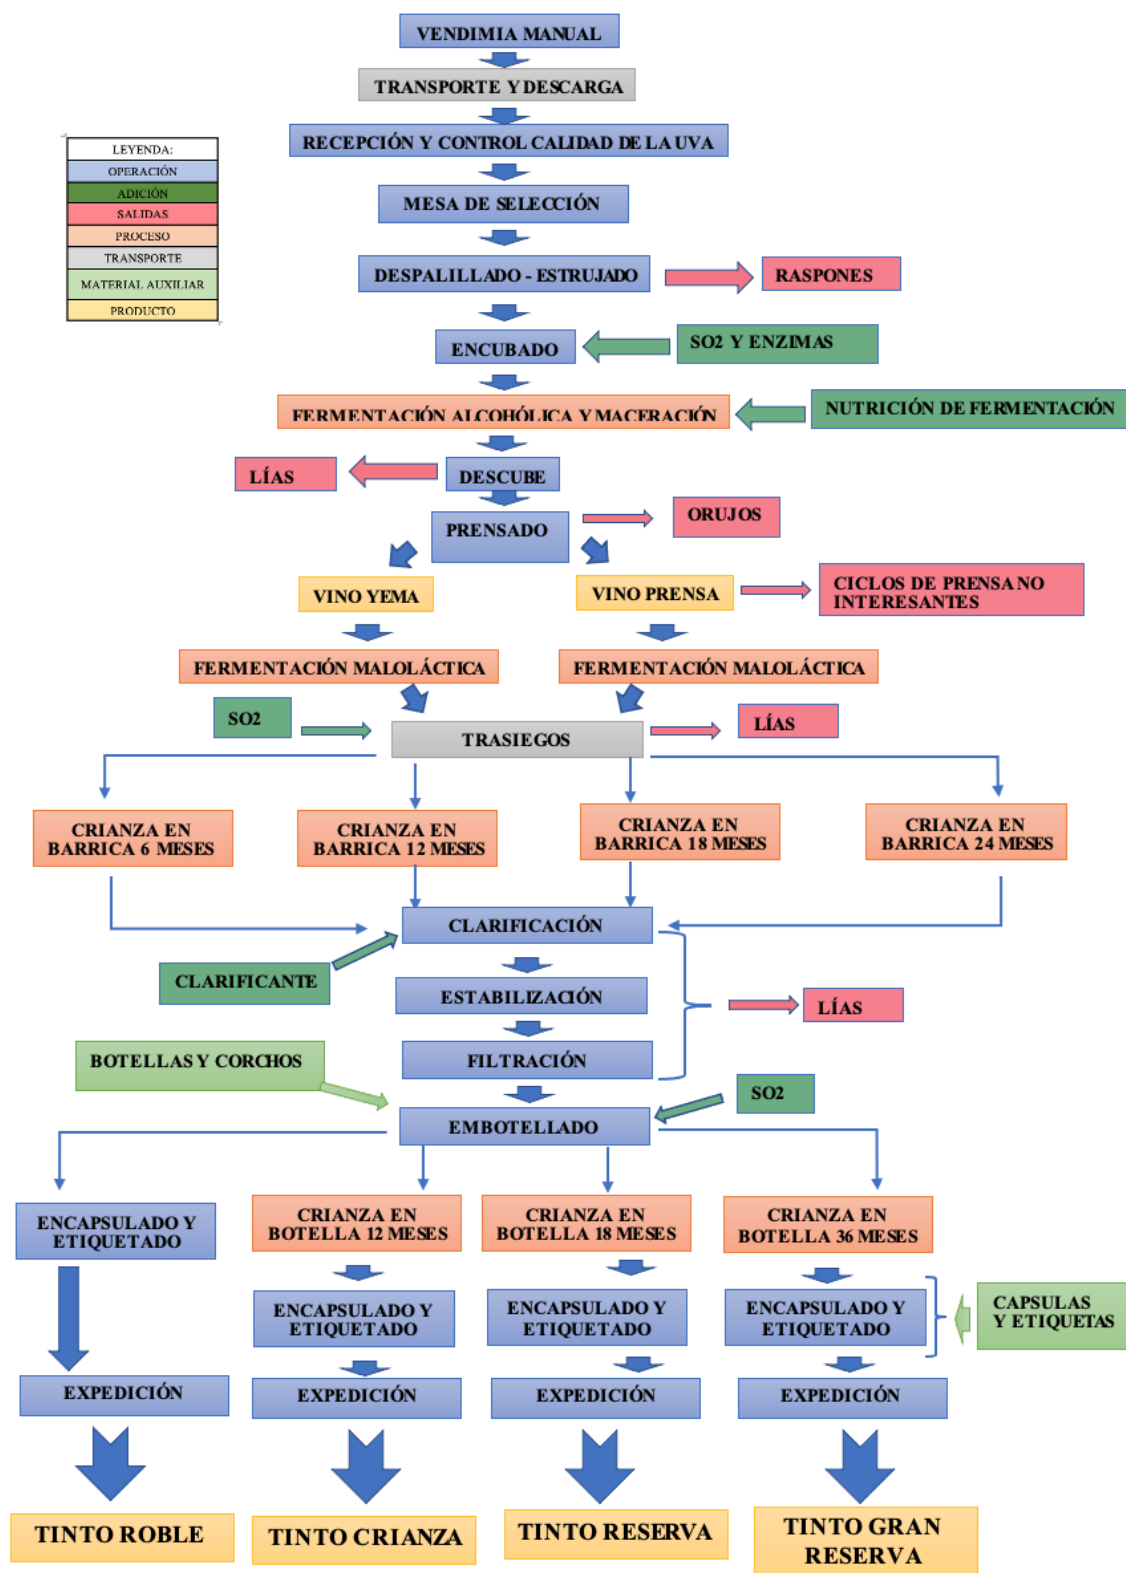 VENDIMIA MANUAL
TRANSPORTE Y DESCARGA
RECEPCIÓN Y CONTROL CALIDAD DE LA UVA
LEYENDA:
OPERACIÓN
ADICIÓN
SALIDAS
PROCESO
TRANSPORTE
MATERIAL AUXILIAR
PRODUCTO
MESA DE SELECCIÓN
DESPALILLADO - ESTRUJADO
RASPONES
ENCUBADO
SO2 Y ENZIMAS
FERMENTACIÓN ALCOHÓLICA Y MACERACIÓN
NUTRICIÓN DE FERMENTACIÓN
LÍAS
DESCUBE
PRENSADO
ORUJOS
VINO YEMA
VINO PRENSA
CICLOS DE PRENSA NO
INTERESANTES
FERMENTACIÓN MALOLÁCTICA
FERMENTACIÓN MALOLÁCTICA
SO2
TRASIEGOS
LÍAS
CRIANZA EN
BARRICA 6 MESES
CRIANZA EN
BARRICA 12 MESES
CRIANZA EN
BARRICA 18 MESES
CRIANZA EN
BARRICA 24 MESES
CLARIFICACIÓN
CLARIFICANTE
ESTABILIZACIÓN
LÍAS
FILTRACIÓN
BOTELLAS Y CORCHOS
SO2
EMBOTELLADO
ENCAPSULADO Y
ETIQUETADO
CRIANZA EN
BOTELLA 12 MESES
CRIANZA EN
BOTELLA 18 MESES
CRIANZA EN
BOTELLA 36 MESES
ENCAPSULADO Y
ETIQUETADO
ENCAPSULADO Y
ETIQUETADO
ENCAPSULADO Y
ETIQUETADO
CAPSULAS
Y ETIQUETAS
EXPEDICIÓN
EXPEDICIÓN
EXPEDICIÓN
EXPEDICIÓN
TINTO ROBLE
TINTO CRIANZA
TINTO RESERVA
TINTO GRAN
RESERVA